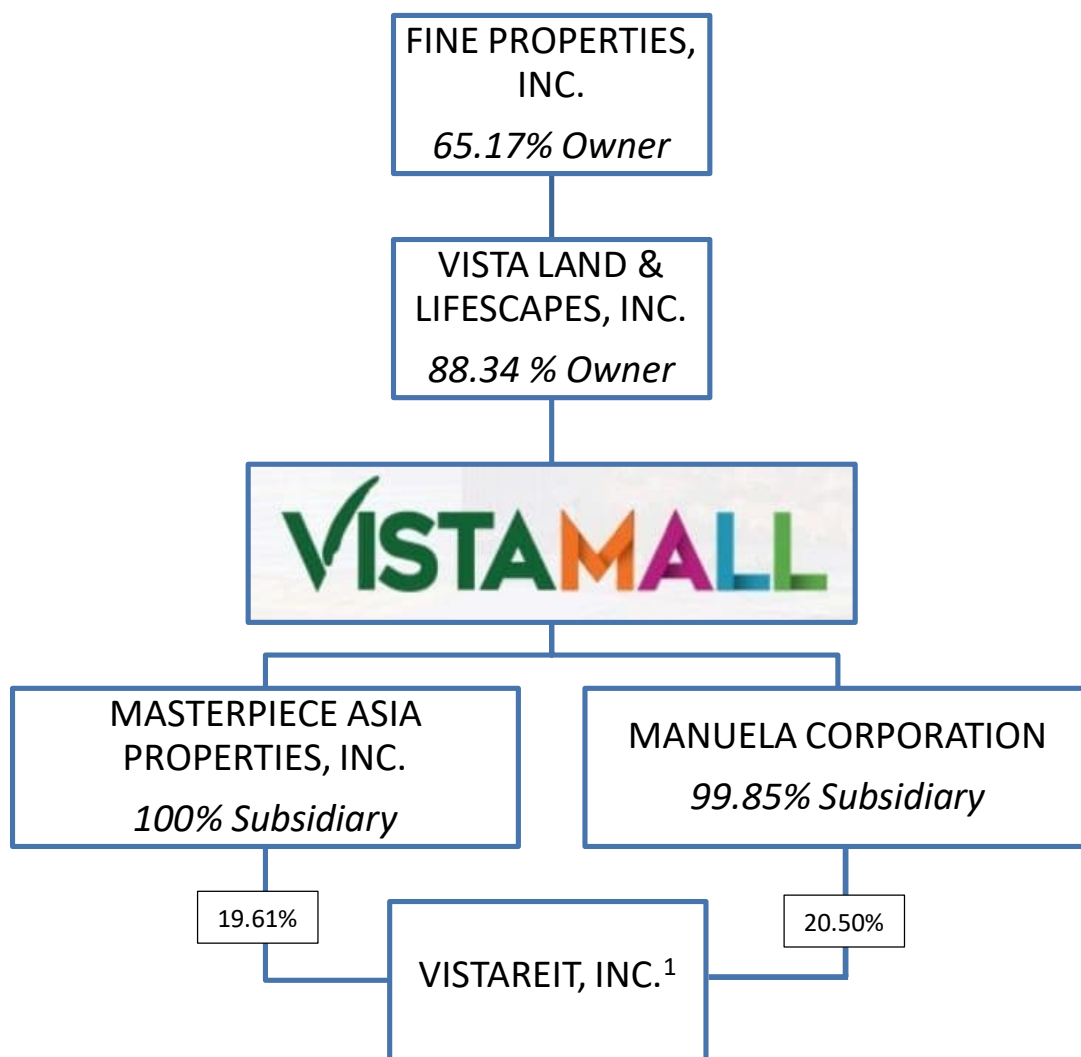 FINE PROPERTIES,
INC.
65.17% Owner
VISTA LAND &
LIFESCAPES, INC.
88.34 % Owner
VISTAMALL
MASTERPIECE ASIA
PROPERTIES, INC.
100% Subsidiary
MANUELA CORPORATION
99.85% Subsidiary
19.61%
20.50%
VISTAREIT, INC.¹